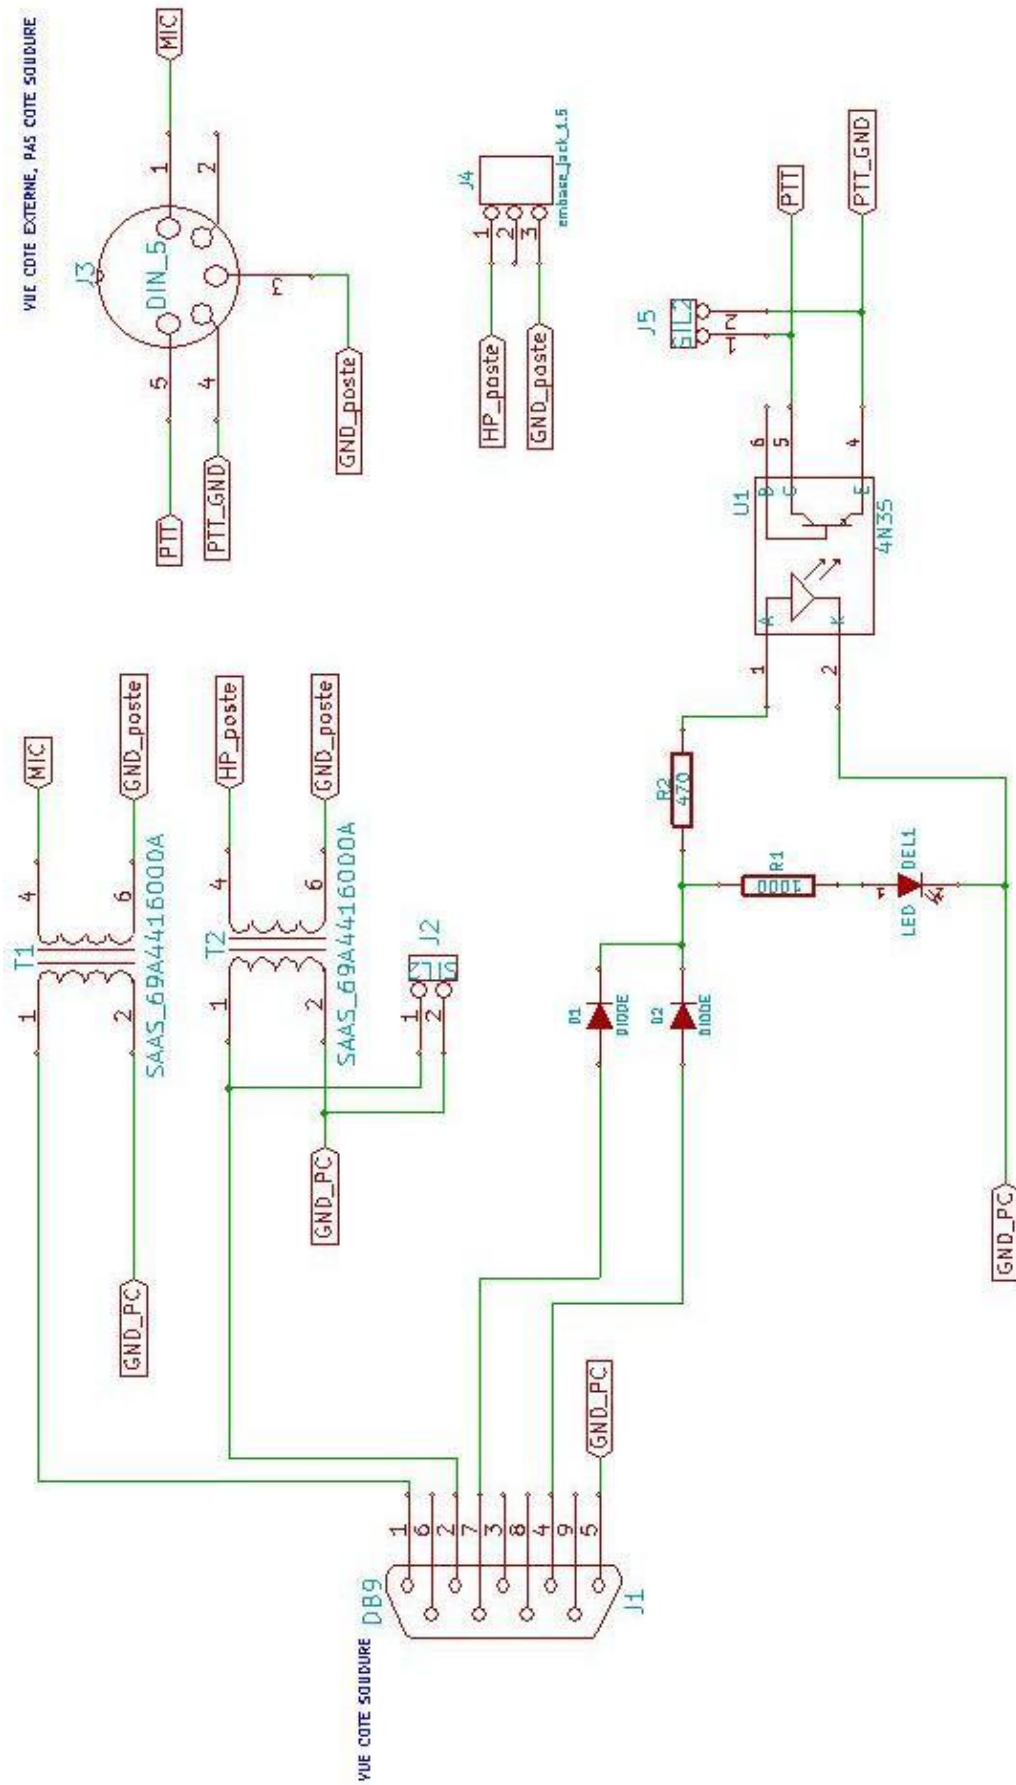 VUE COTE EXTERNE, PAS COTE SOUDURE
J3
DIN_5
1
MIC
2
3
GND_poste
4
PTT_GND
5
PTT
J4
embase_jack_1.5
1
2
3
HP_poste
GND_poste
J5
SIL2
1
2
PTT
PTT_GND
U1
4N35
6
5
4
B
C
E
A
K
1
2
T1
SAAS_69A4416000A
1
2
4
6
MIC
GND_poste
GND_PC
T2
SAAS_69A4416000A
1
2
4
6
HP_poste
GND_poste
GND_PC
J2
SIL2
1
2
R2
470
R1
1000
LED
DEL1
1
D1
DIODE
D2
DIODE
GND_PC
VUE COTE SOUDURE
DB9
J1
1
6
2
7
3
8
4
9
5
GND_PC